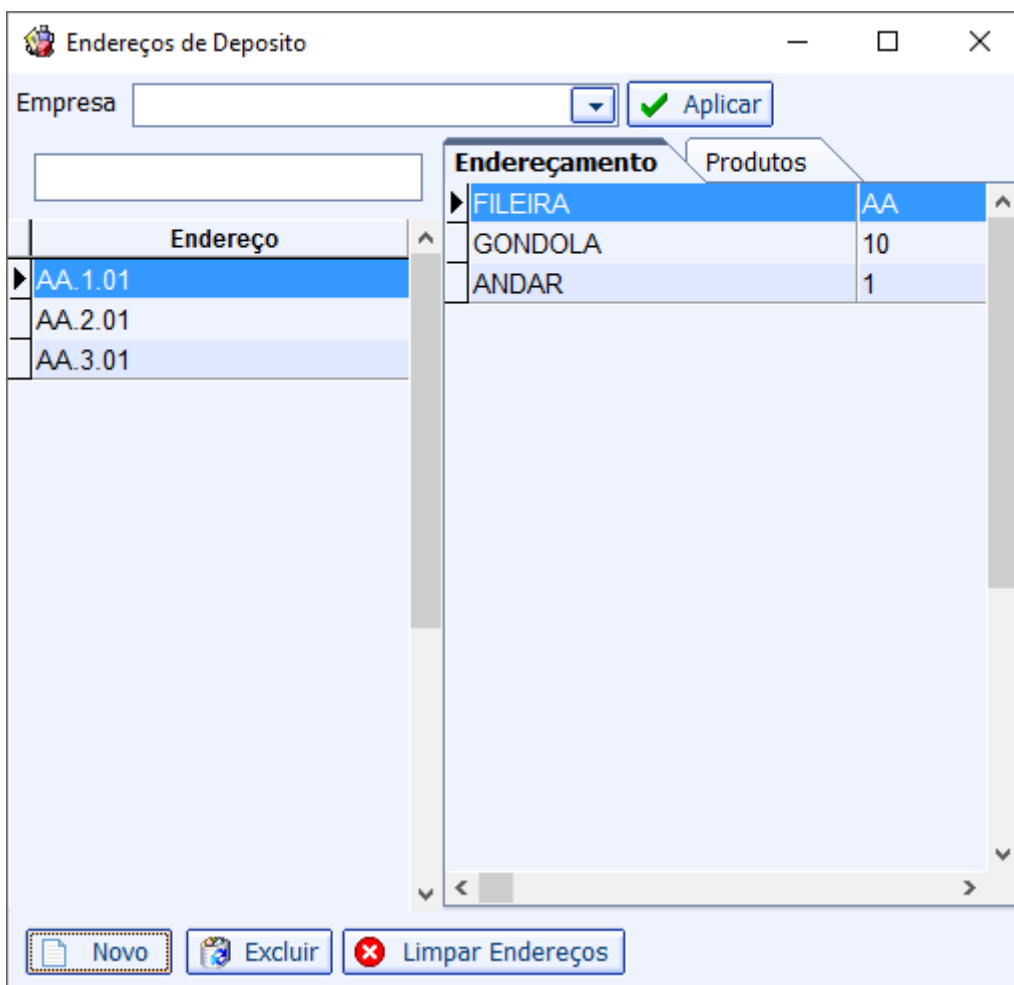 Endereços de Deposito
Empresa
Aplicar
Endereçamento Produtos
FILEIRA AA
GONDOLA 10
ANDAR 1
Endereço
AA.1.01
AA.2.01
AA.3.01
Novo Excluir Limpar Endereços